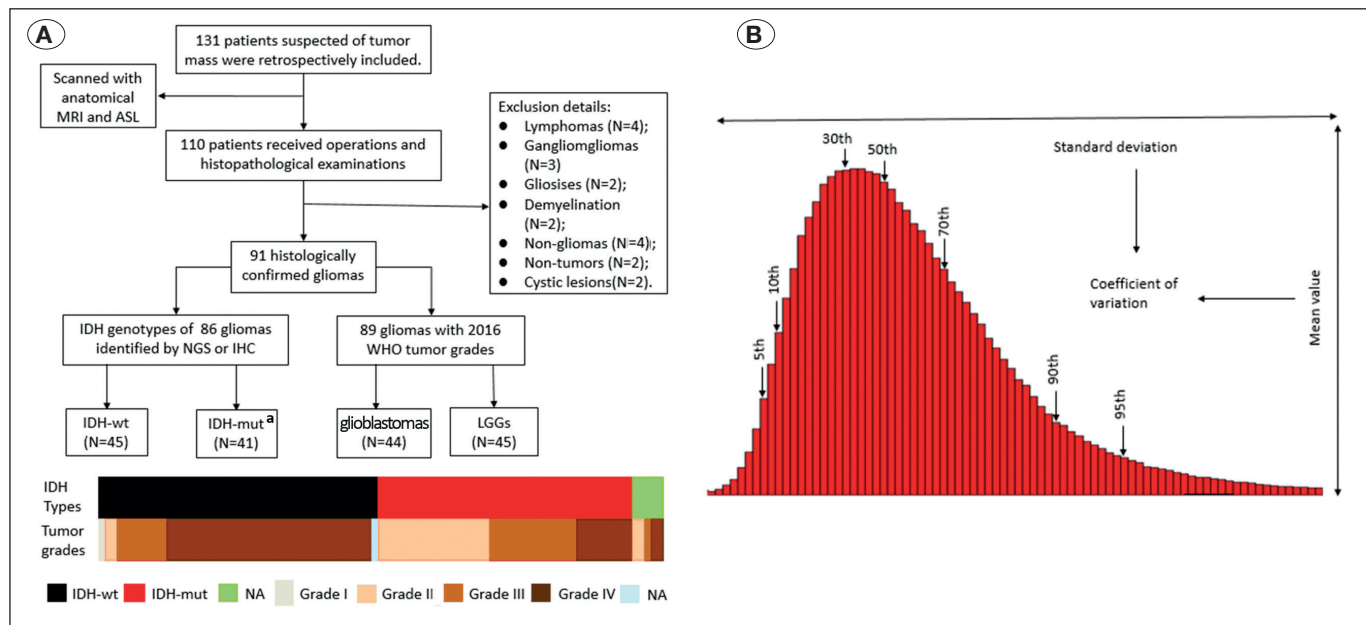 A
131 patients suspected of tumor
mass were retrospectively included.
Scanned with
anatomical
MRI and ASL
110 patients received operations and
histopathological examinations
Exclusion details:
● Lymphomas (N=4);
● Gangliomgliomas
(N=3)
● Gliosises (N=2);
● Demyelination
(N=2);
● Non-gliomas (N=4);
● Non-tumors (N=2);
● Cystic lesions(N=2).
91 histologically
confirmed gliomas
IDH genotypes of 86 gliomas
identified by NGS or IHC
89 gliomas with 2016
WHO tumor grades
IDH-wt
(N=45)
IDH-mut a
(N=41)
glioblastomas
(N=44)
LGGs
(N=45)
IDH
Types
Tumor
grades
IDH-wt
IDH-mut
NA
Grade I
Grade II
Grade III
Grade IV
NA
B
5th
10th
30th
50th
70th
90th
95th
Standard deviation
Coefficient of
variation
Mean value